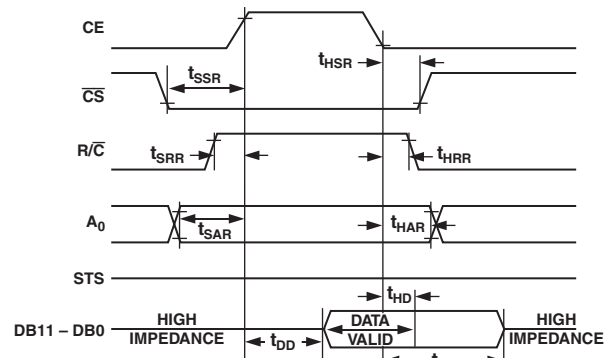 CE
tHSR
tSSR
CS
R/C
tSRR
tHRR
A0
tSAR
tHAR
STS
tHD
DB11 – DB0
HIGH
IMPEDANCE
tDD
DATA
VALID
HIGH
IMPEDANCE